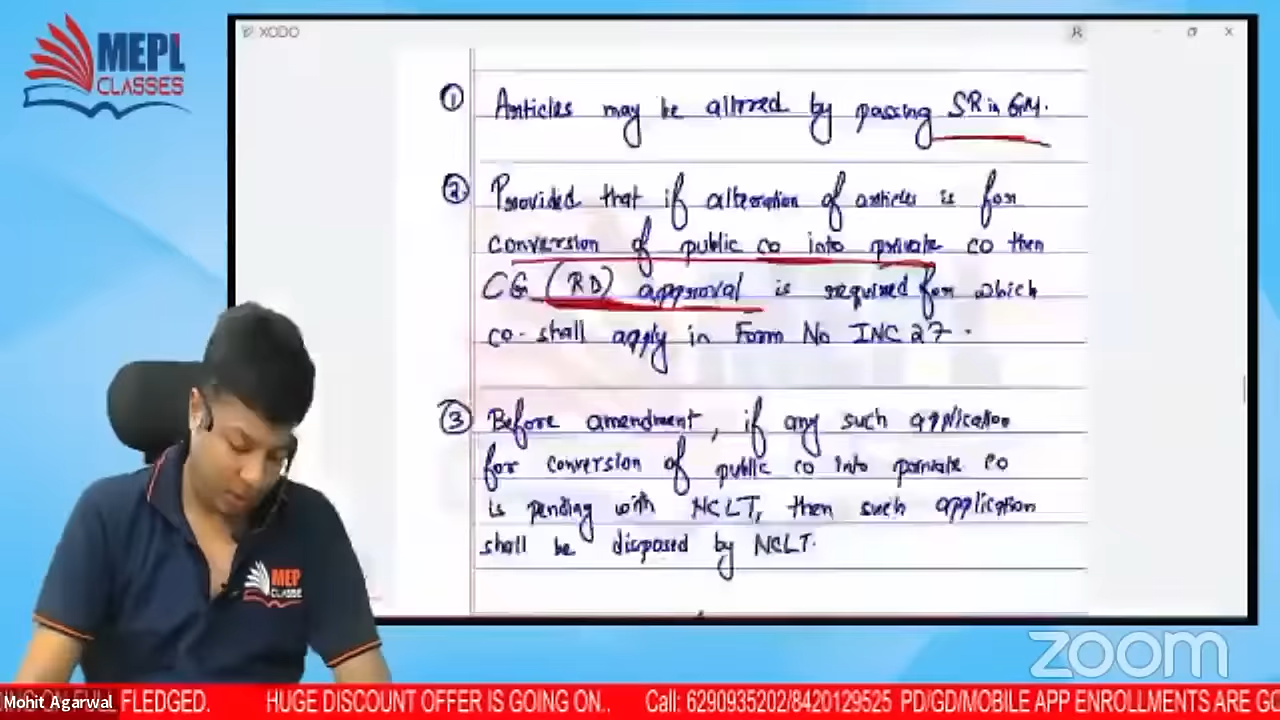 MEPL
CLASSES
XODO
① Articles may be altered by passing SR in GM.
② Provided that if alteration of articles is for
conversion of public co into private co then
CG (RD) approval is required for which
co. shall apply in Form No INC 27.
③ Before amendment, if any such application
for conversion of public co into private co
is pending with NCLT, then such application
shall be disposed by NCLT.
MEP
CLASSE
zoom
Mohit Agarwal
FULL FLEDGED. HUGE DISCOUNT OFFER IS GOING ON.. Call: 6290935202/8420129525 PD/GD/MOBILE APP ENROLLMENTS ARE GO